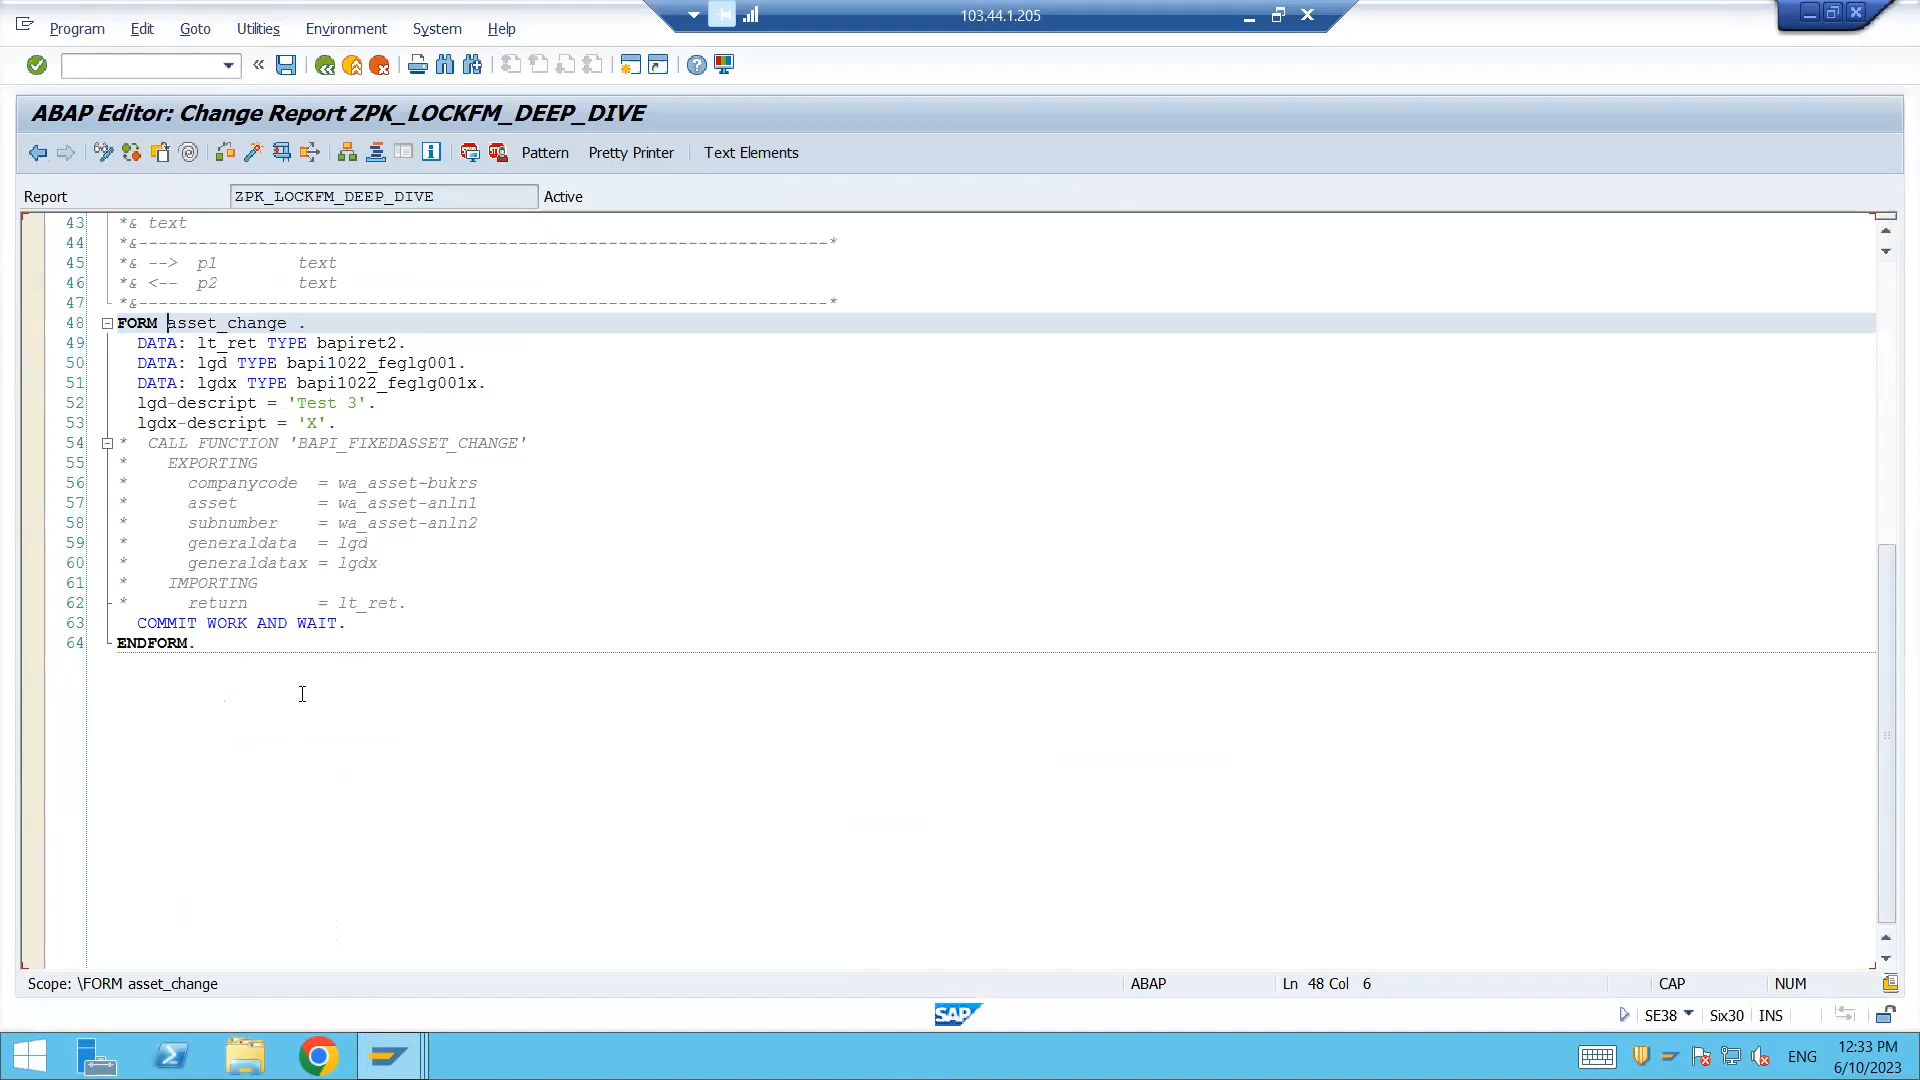 103.44.1.205
Program Edit Goto Utilities Environment System Help
ABAP Editor: Change Report ZPK_LOCKFM_DEEP_DIVE
Pattern Pretty Printer Text Elements
Report ZPK_LOCKFM_DEEP_DIVE Active
43 *& text
44 *&---------------------------------------------------------------------*
45 *& --> p1 text
46 *& <-- p2 text
47 *&---------------------------------------------------------------------*
48 FORM asset_change .
49 DATA: lt_ret TYPE bapiret2.
50 DATA: lgd TYPE bapi1022_feglg001.
51 DATA: lgdx TYPE bapi1022_feglg001x.
52 lgd-descript = 'Test 3'.
53 lgdx-descript = 'X'.
54 * CALL FUNCTION 'BAPI_FIXEDASSET_CHANGE'
55 * EXPORTING
56 * companycode = wa_asset-bukrs
57 * asset = wa_asset-anln1
58 * subnumber = wa_asset-anln2
59 * generaldata = lgd
60 * generaldatax = lgdx
61 * IMPORTING
62 * return = lt_ret.
63 COMMIT WORK AND WAIT.
64 ENDFORM.
Scope: \FORM asset_change ABAP Ln 48 Col 6 CAP NUM
SAP SE38 Six30 INS
ENG 12:33 PM
6/10/2023